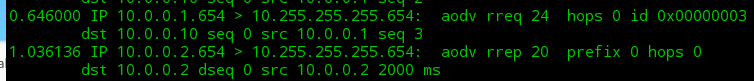 0.646000 IP 10.0.0.1.654 > 10.255.255.255.654:  aodv rreq 24  hops 0 id 0x00000003
dst 10.0.0.10 seq 0 src 10.0.0.1 seq 3
1.036136 IP 10.0.0.2.654 > 10.255.255.255.654:  aodv rrep 20  prefix 0 hops 0
dst 10.0.0.2 dseq 0 src 10.0.0.2 2000 ms